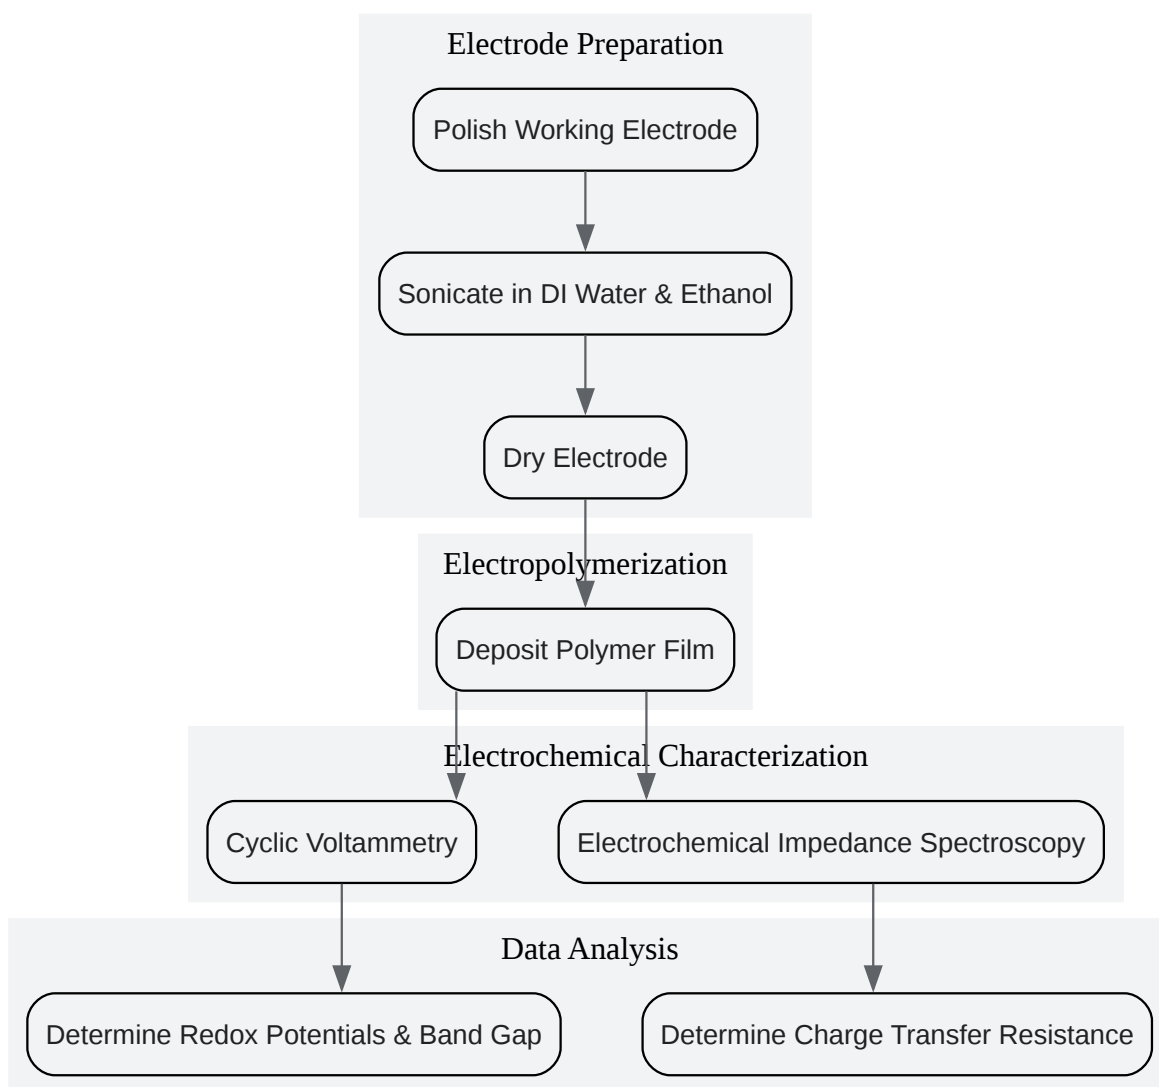 Electrode Preparation
Polish Working Electrode
Sonicate in DI Water & Ethanol
Dry Electrode
Electropolymerization
Deposit Polymer Film
Electrochemical Characterization
Cyclic Voltammetry
Electrochemical Impedance Spectroscopy
Data Analysis
Determine Redox Potentials & Band Gap
Determine Charge Transfer Resistance